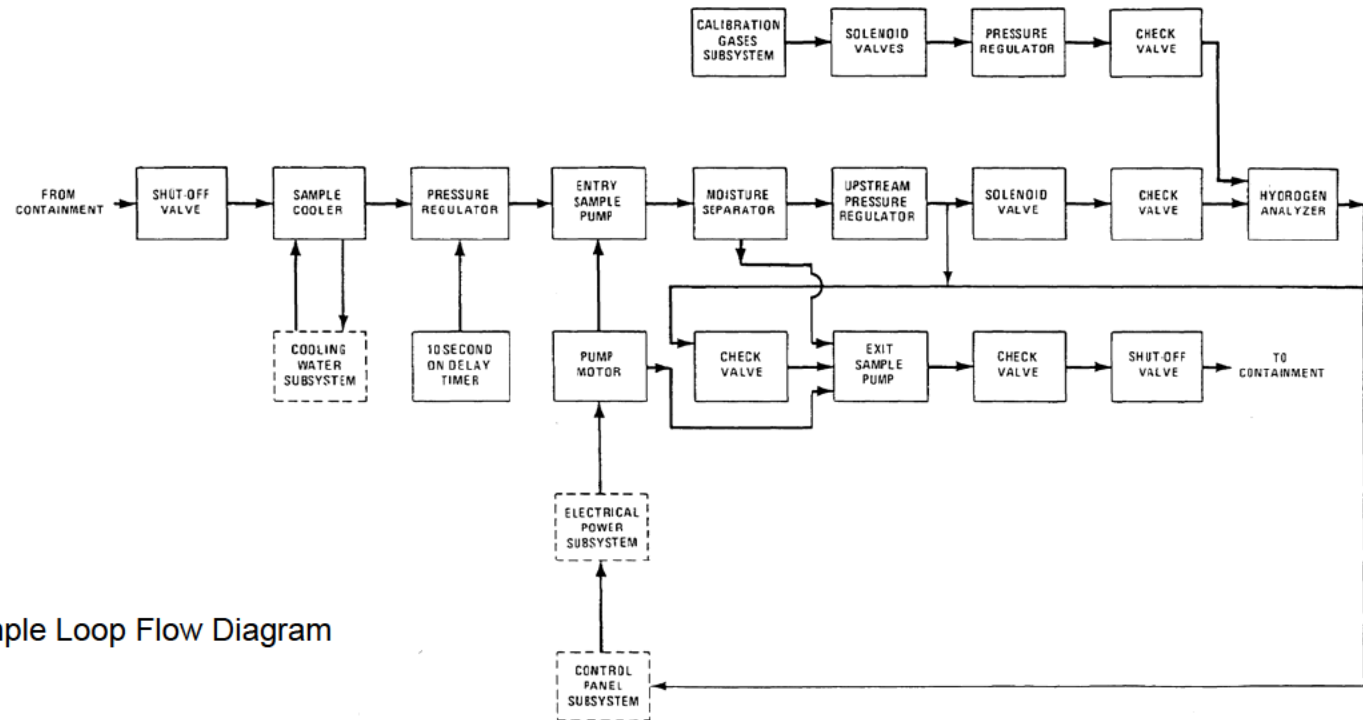 CALIBRATION
GASES
SUBSYSTEM
SOLENOID
VALVES
PRESSURE
REGULATOR
CHECK
VALVE
FROM
CONTAINMENT
SHUT-OFF
VALVE
SAMPLE
COOLER
PRESSURE
REGULATOR
ENTRY
SAMPLE
PUMP
MOISTURE
SEPARATOR
UPSTREAM
PRESSURE
REGULATOR
SOLENOID
VALVE
CHECK
VALVE
HYDROGEN
ANALYZER
COOLING
WATER
SUBSYSTEM
10 SECOND
ON DELAY
TIMER
PUMP
MOTOR
CHECK
VALVE
EXIT
SAMPLE
PUMP
CHECK
VALVE
SHUT-OFF
VALVE
TO
CONTAINMENT
ELECTRICAL
POWER
SUBSYSTEM
mple Loop Flow Diagram
CONTROL
PANEL
SUBSYSTEM